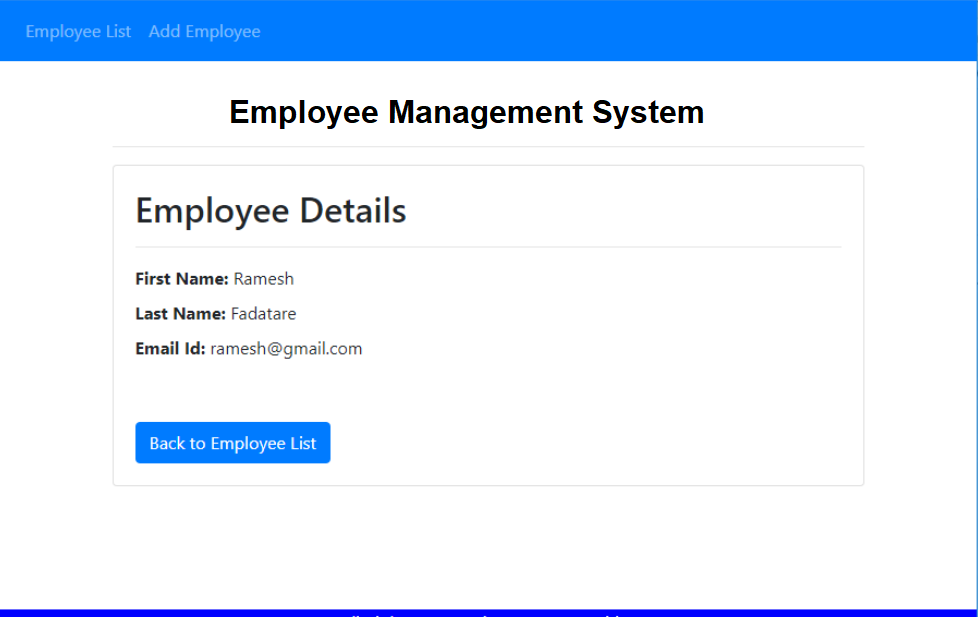 Employee List Add Employee
Employee Management System
Employee Details
First Name: Ramesh
Last Name: Fadatare
Email Id: ramesh@gmail.com
Back to Employee List